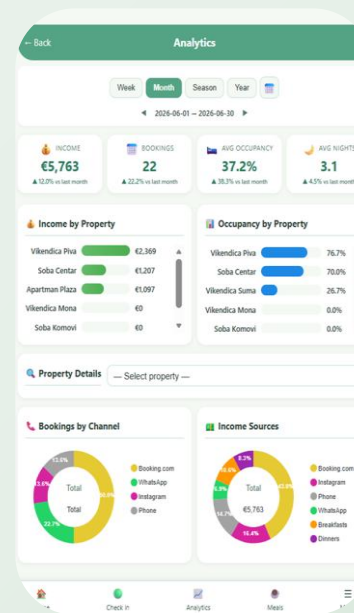 ← Back
Analytics
Week Month Season Year
◀ 2026-06-01 – 2026-06-30 ▶
INCOME
€5,763
▲12.0% vs last month
BOOKINGS
22
▲22.2% vs last month
AVG OCCUPANCY
37.2%
▲38.3% vs last month
AVG NIGHTS
3.1
▲4.5% vs last month
Income by Property
Vikendica Piva €2,369
Soba Centar €1,207
Apartman Plaza €1,097
Vikendica Mona €0
Soba Komovi €0
Occupancy by Property
Vikendica Piva 76.7%
Soba Centar 70.0%
Vikendica Suma 26.7%
Vikendica Mona 0.0%
Soba Komovi 0.0%
Property Details
— Select property —
Bookings by Channel
13.6%
13.6%
22.7%
Total
Total
Booking.com
WhatsApp
Instagram
Phone
Income Sources
8.3%
16.4%
Total
€5,763
Booking.com
Instagram
Phone
WhatsApp
Breakfasts
Dinners
Check in
Analytics
Meals